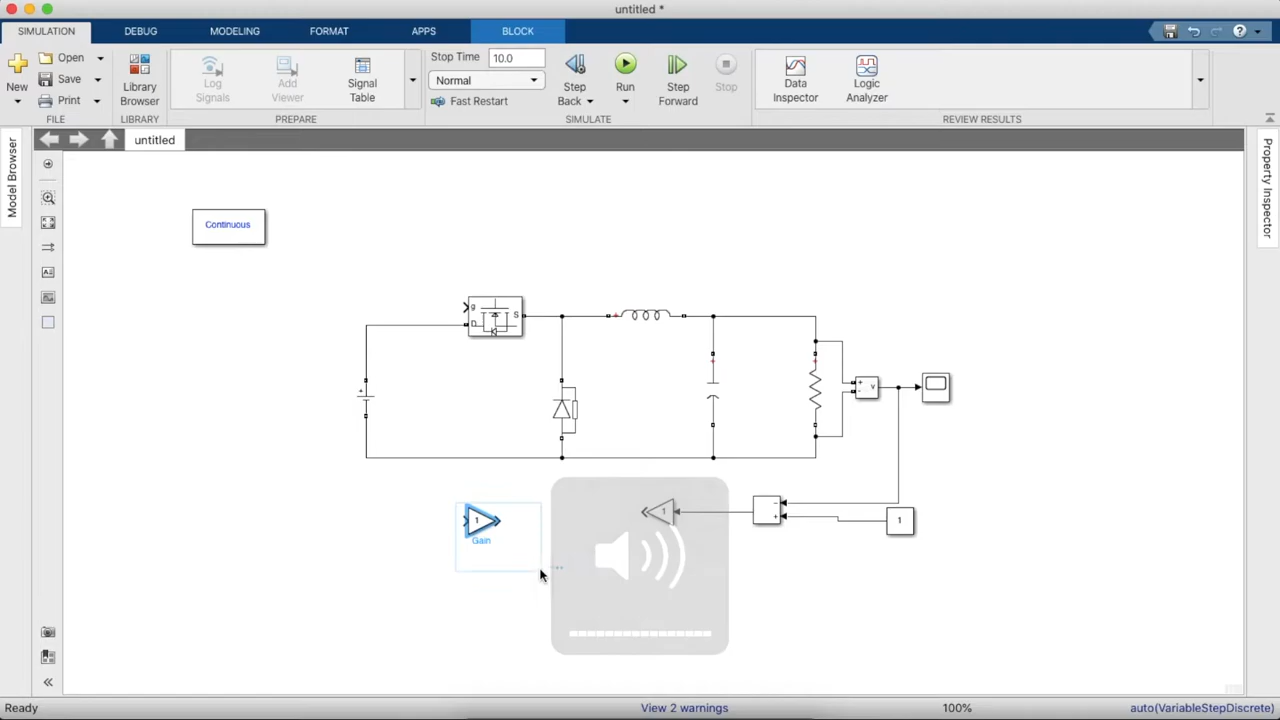 untitled *
SIMULATION DEBUG MODELING FORMAT APPS BLOCK
New
Open
Save
Print
FILE
Library Browser
LIBRARY
Log Signals
Add Viewer
Signal Table
PREPARE
Stop Time 10.0
Normal
Fast Restart
Step Back
Run
Step Forward
Stop
SIMULATE
Data Inspector
Logic Analyzer
REVIEW RESULTS
Model Browser
untitled
Property Inspector
Continuous
g
D
S
+
+
-
v
1
Gain
1
-
+
1
Ready
View 2 warnings
100%
auto(VariableStepDiscrete)